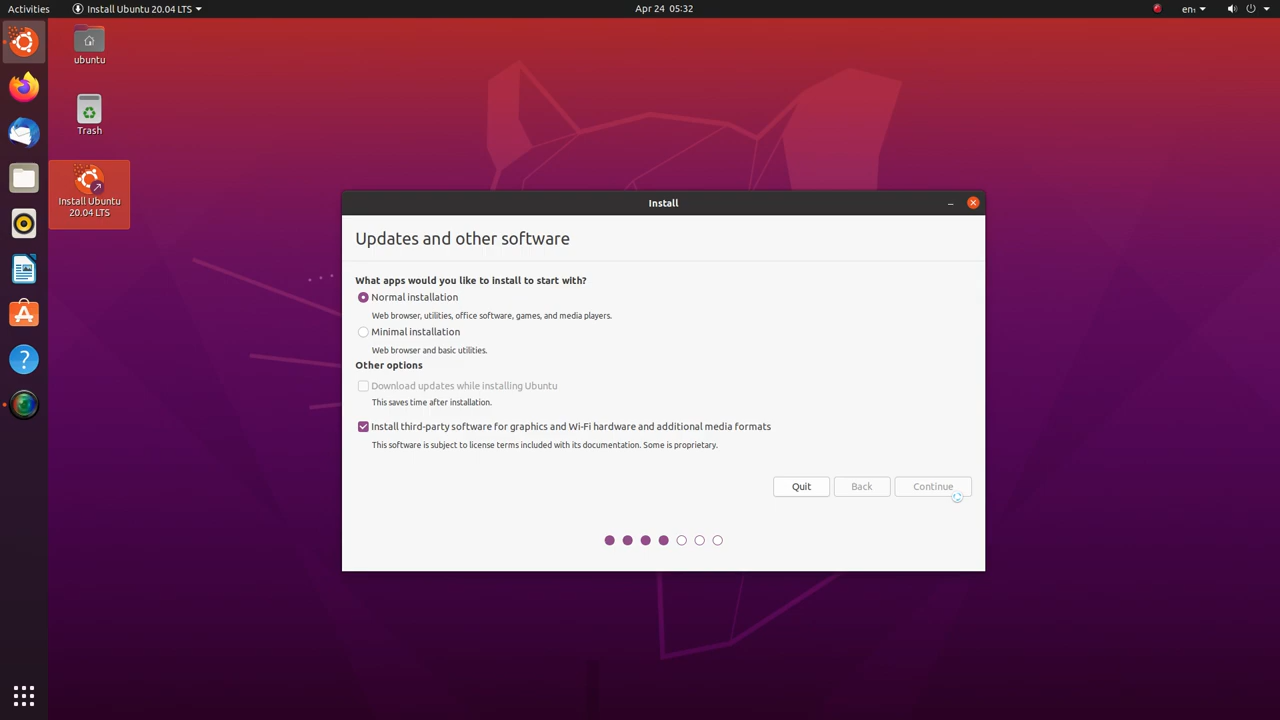 Activities
Install Ubuntu 20.04 LTS
Apr 24 05:32
en₁
ubuntu
Trash
Install Ubuntu
20.04 LTS
Install
Updates and other software
What apps would you like to install to start with?
Normal installation
Web browser, utilities, office software, games, and media players.
Minimal installation
Web browser and basic utilities.
Other options
Download updates while installing Ubuntu
This saves time after installation.
Install third-party software for graphics and Wi-Fi hardware and additional media formats
This software is subject to license terms included with its documentation. Some is proprietary.
Quit
Back
Continue